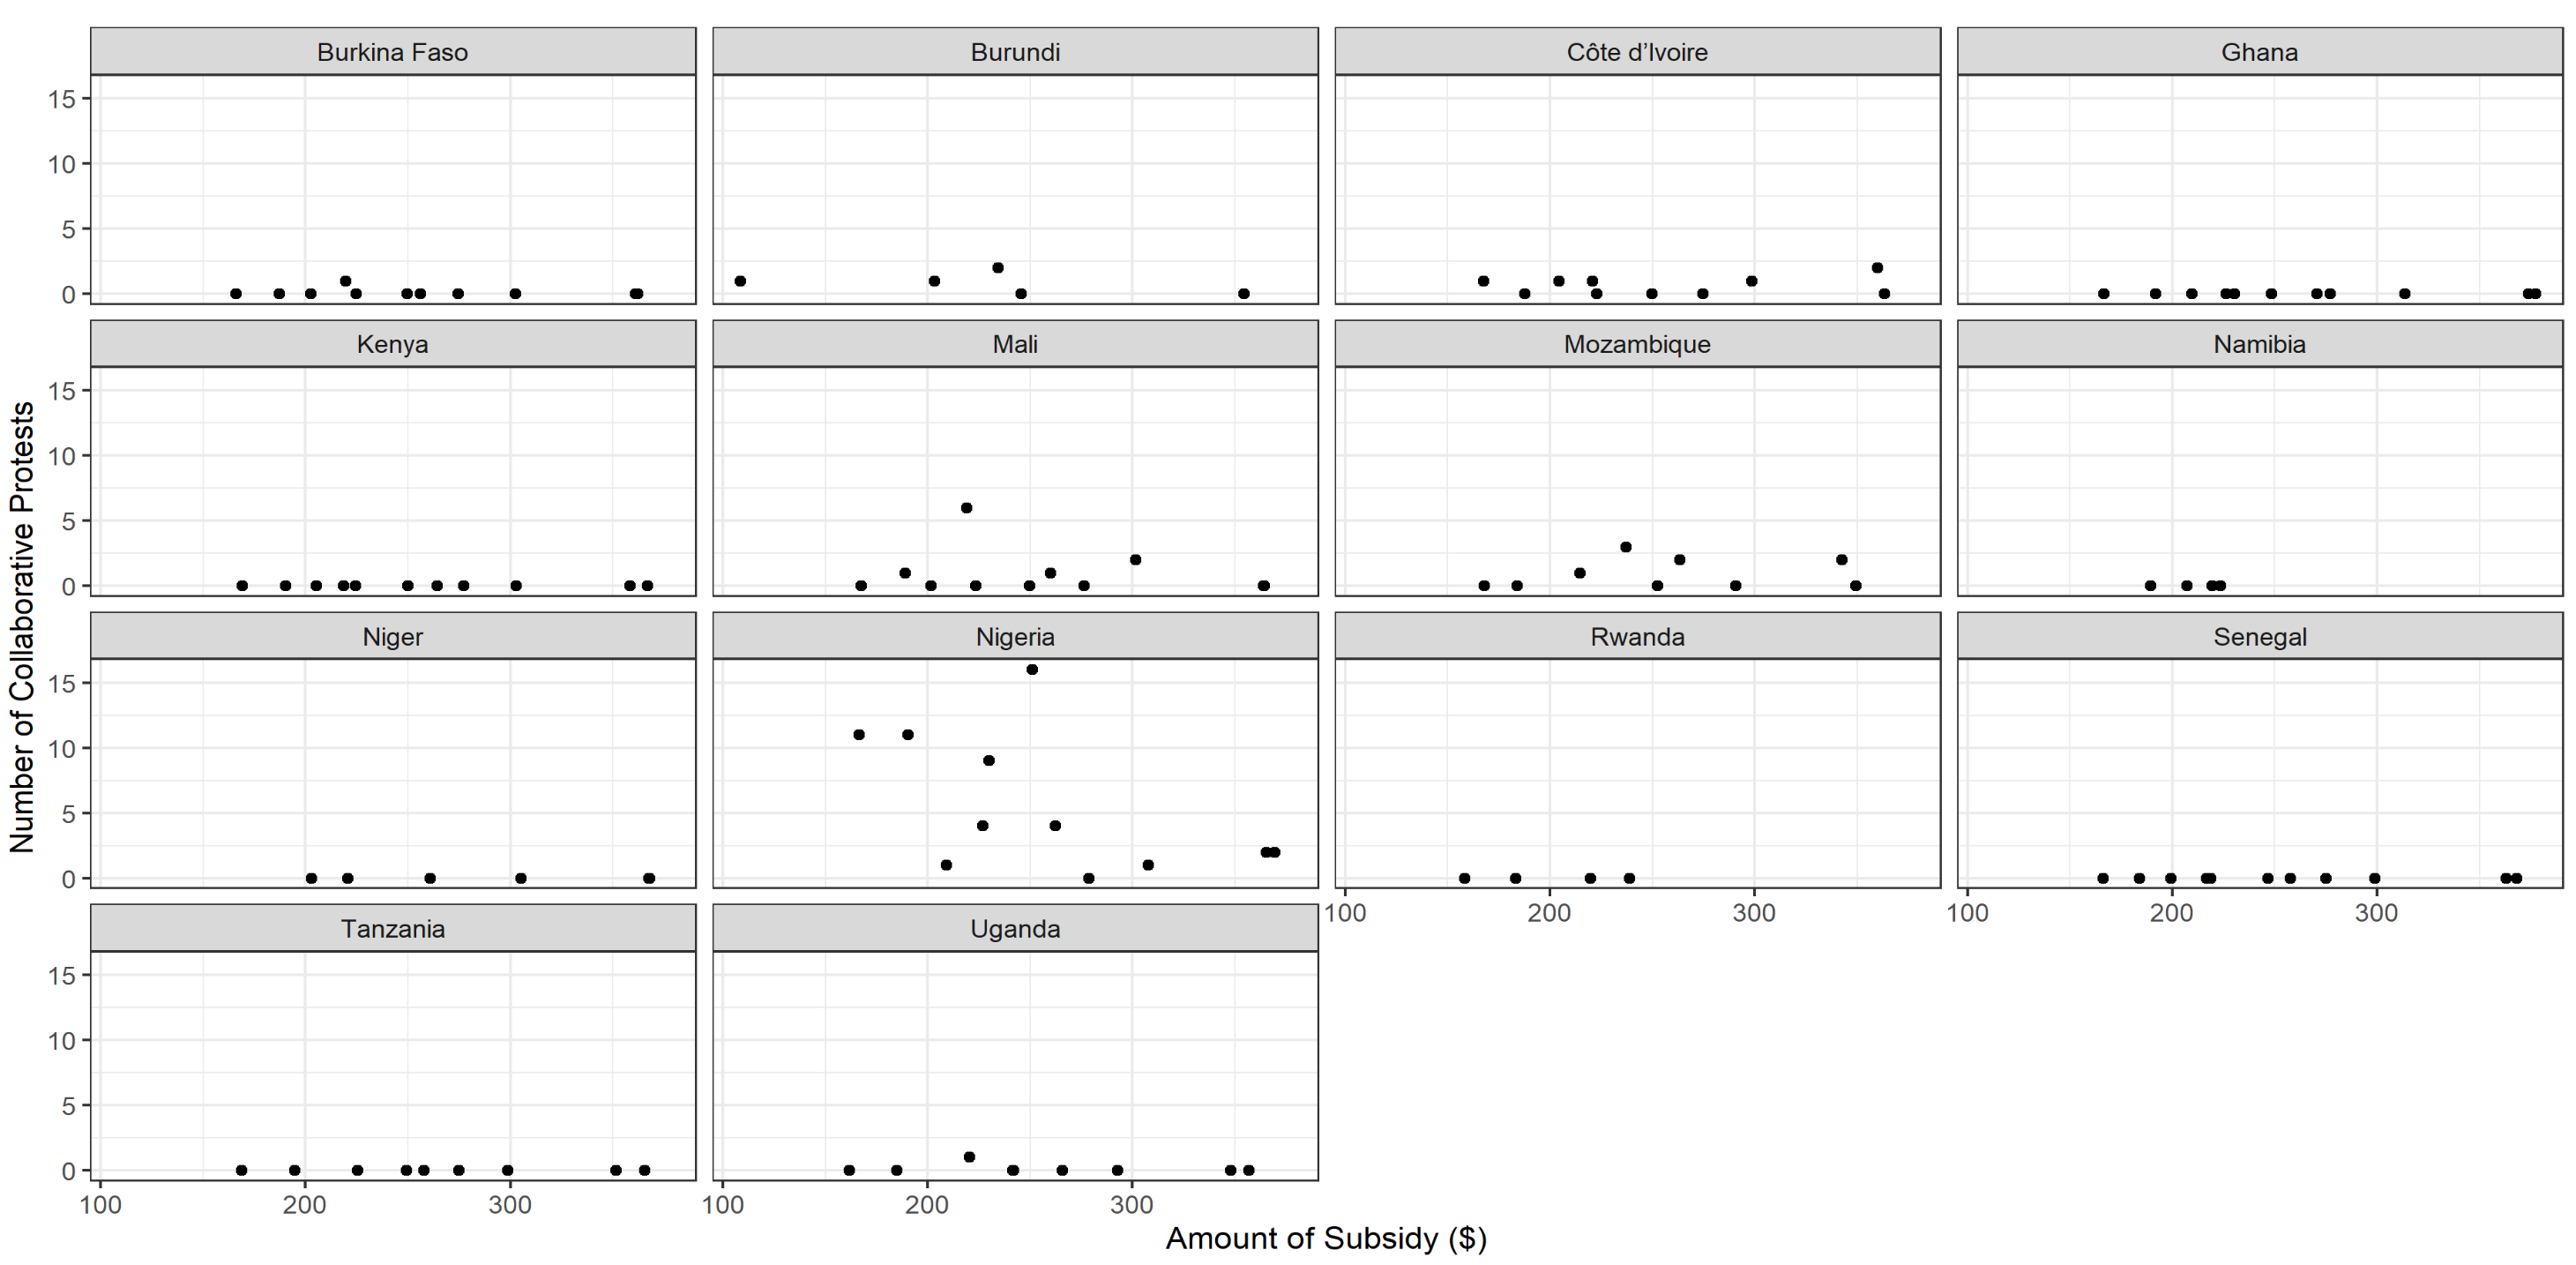 Burkina Faso
Burundi
Côte d’Ivoire
Ghana
15
10
5
0
Kenya
Mali
Mozambique
Namibia
15
10
5
0
Niger
Nigeria
Rwanda
Senegal
15
10
5
0
100 200 300
100 200 300
Tanzania
Uganda
15
10
5
0
100 200 300
100 200 300
Number of Collaborative Protests
Amount of Subsidy ($)